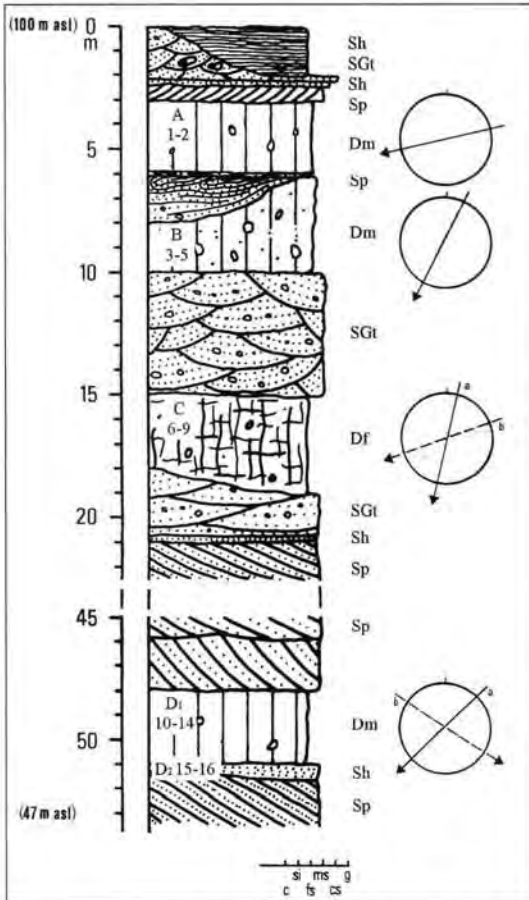 (100 m asl) 0
m
Sh
SGt
Sh
Sp
A
1-2
5
Dm
Sp
B
3-5
Dm
10
SGt
15
C
6-9
a
b
Df
20
SGt
Sh
Sp
45
Sp
D1
10-14
a
b
50
Dm
D2 15-16
Sh
(47 m asl)
Sp
si ms g
c fs cs